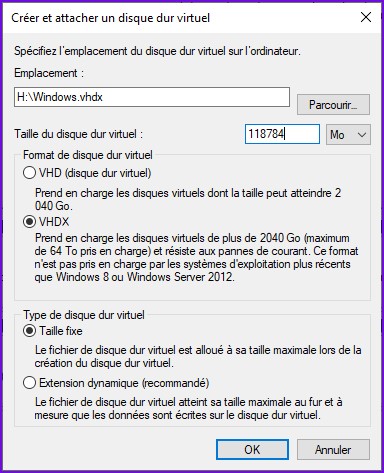 Créer et attacher un disque dur virtuel
Spécifiez l'emplacement du disque dur virtuel sur l'ordinateur.
Emplacement :
H:\Windows.vhdx
Parcourir...
Taille du disque dur virtuel :
118784
Mo
Format de disque dur virtuel
VHD (disque dur virtuel)
Prend en charge les disques virtuels dont la taille peut atteindre 2
040 Go.
VHDX
Prend en charge les disques virtuels de plus de 2040 Go (maximum
de 64 To pris en charge) et résiste aux pannes de courant. Ce format
n'est pas pris en charge par les systèmes d'exploitation plus récents
que Windows 8 ou Windows Server 2012.
Type de disque dur virtuel
Taille fixe
Le fichier de disque dur virtuel est alloué à sa taille maximale lors de la
création du disque dur virtuel.
Extension dynamique (recommandé)
Le fichier de disque dur virtuel atteint sa taille maximale au fur et à
mesure que les données sont écrites sur le disque dur virtuel.
OK
Annuler